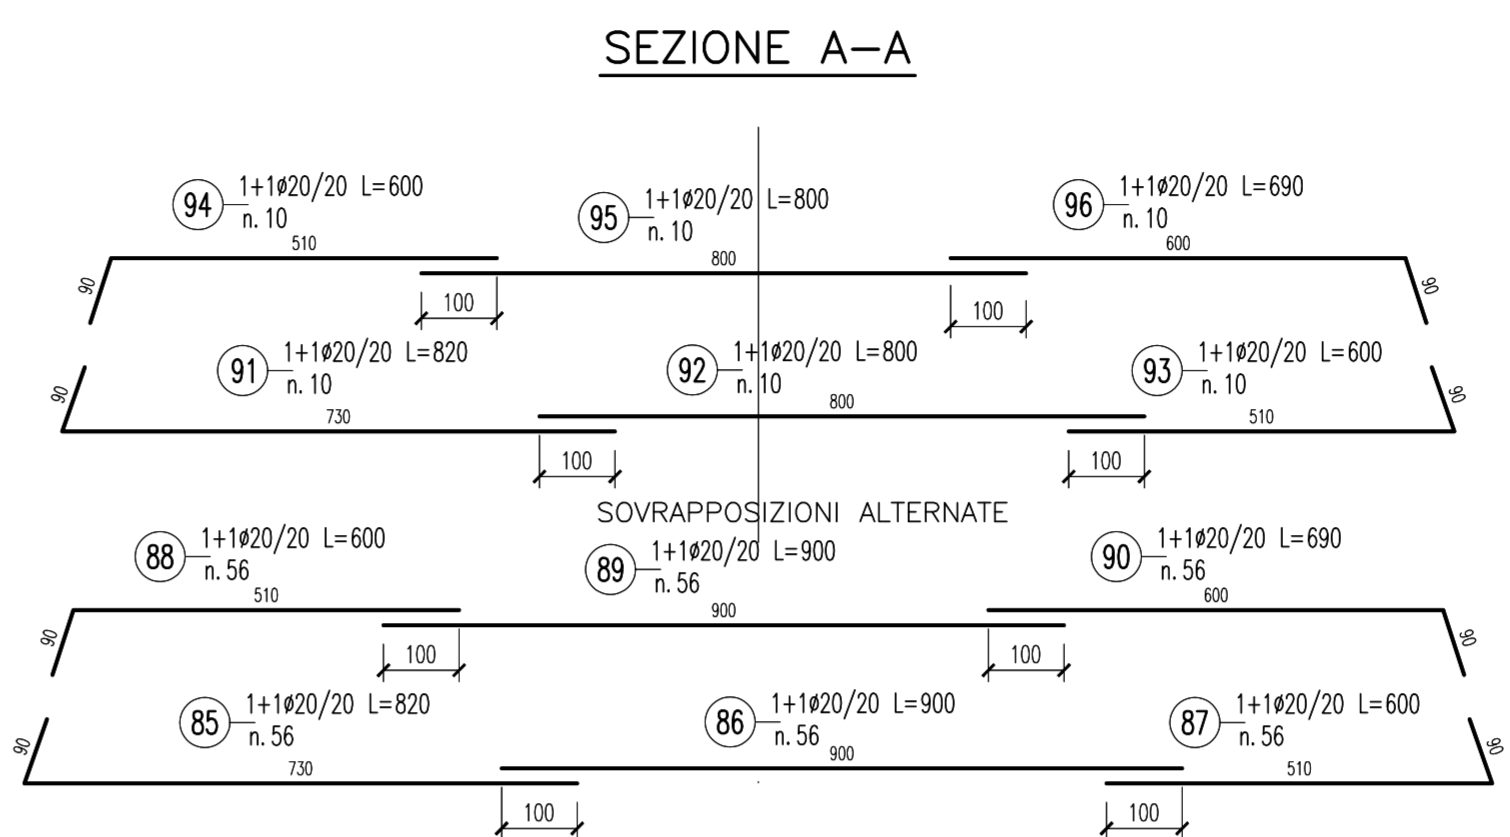 SEZIONE A-A
94 1+1ø20/20 L=600
n. 10
510
95 1+1ø20/20 L=800
n. 10
800
96 1+1ø20/20 L=690
n. 10
600
90
100
100
90
91 1+1ø20/20 L=820
n. 10
730
92 1+1ø20/20 L=800
n. 10
800
93 1+1ø20/20 L=600
n. 10
510
90
100
100
90
SOVRAPPOSIZIONI ALTERNATE
88 1+1ø20/20 L=600
n. 56
510
89 1+1ø20/20 L=900
n. 56
900
90 1+1ø20/20 L=690
n. 56
600
90
100
100
90
85 1+1ø20/20 L=820
n. 56
730
86 1+1ø20/20 L=900
n. 56
900
87 1+1ø20/20 L=600
n. 56
510
90
100
100
90